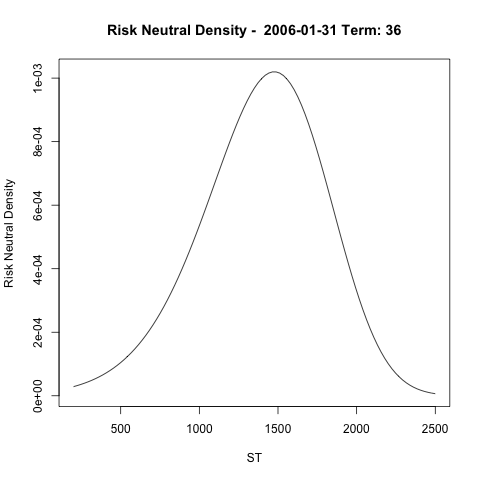 Risk Neutral Density -  2006-01-31 Term: 36
Risk Neutral Density
1e-03
8e-04
6e-04
4e-04
2e-04
0e+00
500
1000
1500
2000
2500
ST